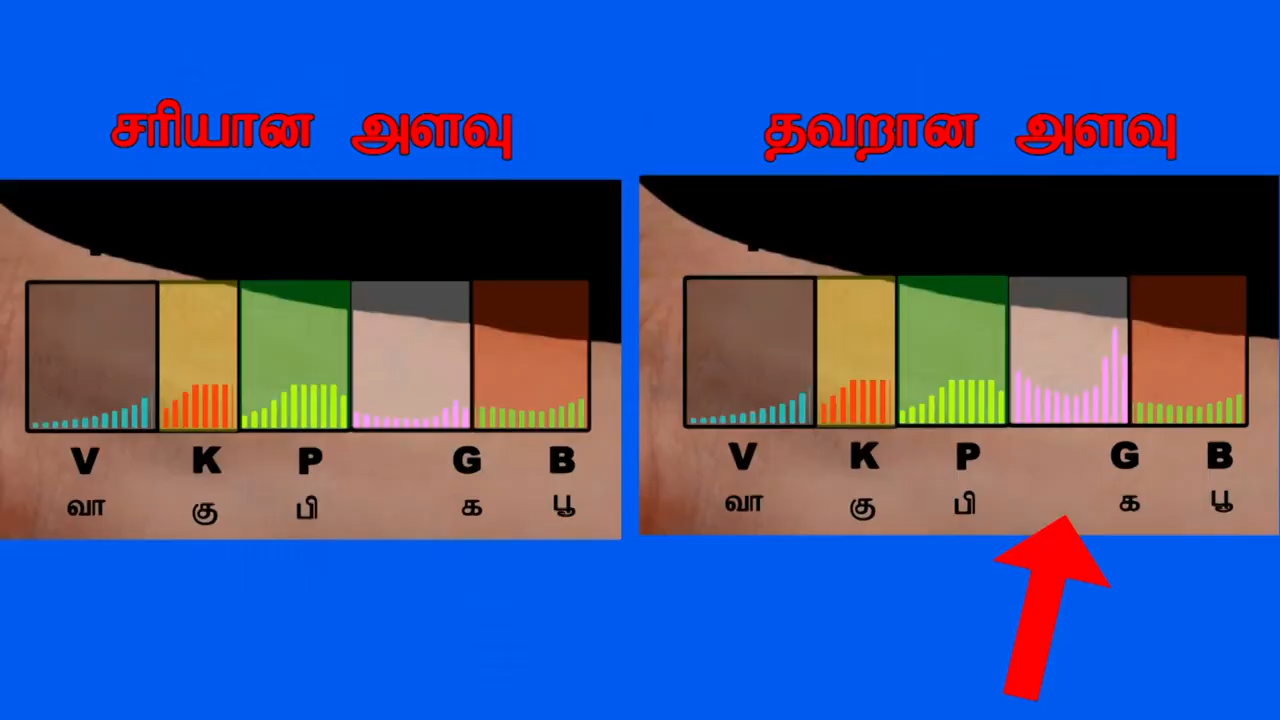 சரியான அளவு
தவறான அளவு
V K P G B
வா கு பி க பூ
V K P G B
வா கு பி க பூ